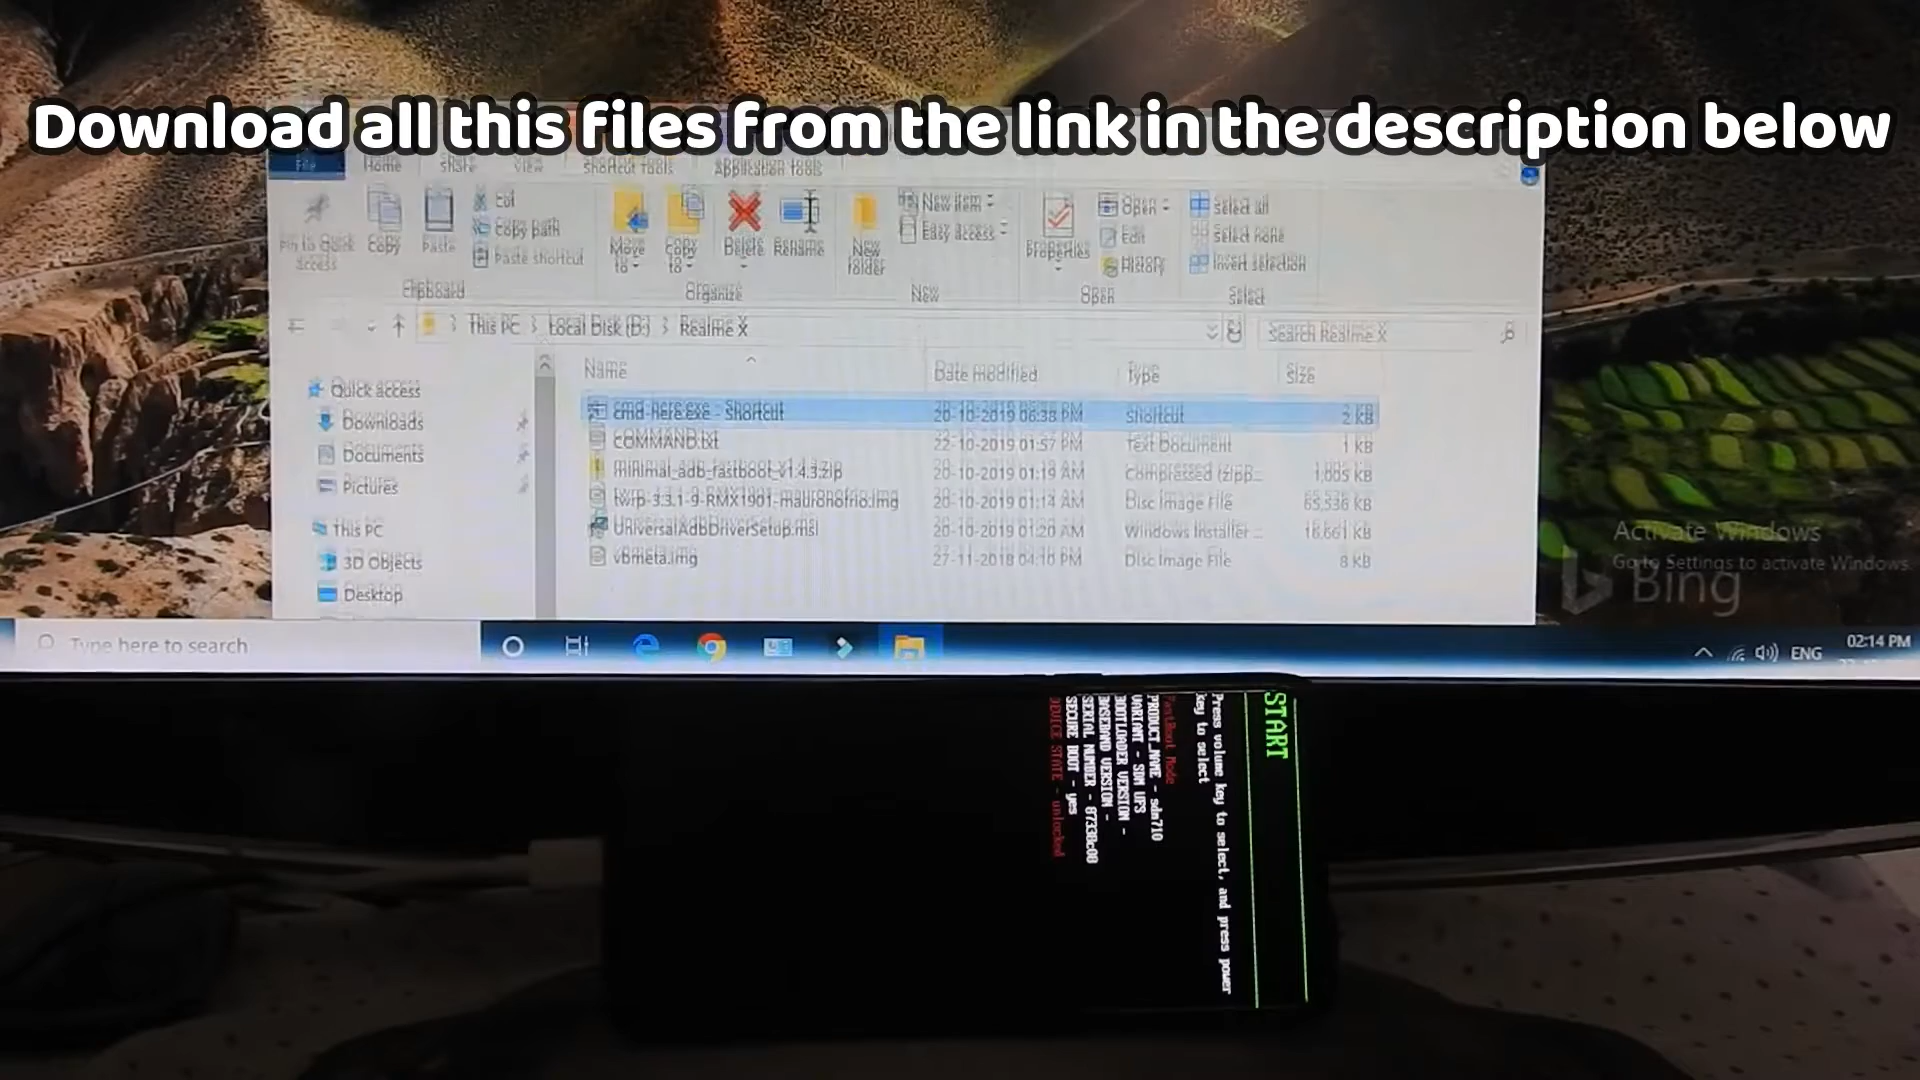 Download all this files from the link in the description below
File Home Share View Shortcut Tools Application Tools
Pin to Quick access
Copy
Paste
Cut
Copy path
Paste shortcut
Clipboard
Move to
Copy to
Delete
Rename
Organize
New folder
New item
Easy access
New
Properties
Open
Edit
History
Open
Select all
Select none
Invert selection
Select
This PC > Local Disk (D:) > Realme X
Search Realme X
Name Date modified Type Size
cmd-here.exe - Shortcut 20-10-2019 06:38 PM Shortcut 2 KB
COMMAND.txt 22-10-2019 01:57 PM Text Document 1 KB
minimal_adb_fastboot_v1.4.3.zip 20-10-2019 01:19 AM Compressed (zipp... 1,005 KB
twrp-3.3.1-9-RMX1901-mauronofrio.img 20-10-2019 01:14 AM Disc Image File 65,536 KB
UniversalAdbDriverSetup.msi 20-10-2019 01:20 AM Windows Installer ... 16,661 KB
vbmeta.img 27-11-2018 04:10 PM Disc Image File 8 KB
Quick access
Downloads
Documents
Pictures
This PC
3D Objects
Desktop
Activate Windows
Go to Settings to activate Windows.
Bing
Type here to search
ENG
02:14 PM
START
Press volume key to select, and press power
key to select
FastBoot Mode
PRODUCT_NAME - sdm710
VARIANT - SDM UFS
BOOTLOADER VERSION -
BASEBAND VERSION -
SERIAL NUMBER - 8733Bc08
SECURE BOOT - yes
DEVICE STATE - unlocked